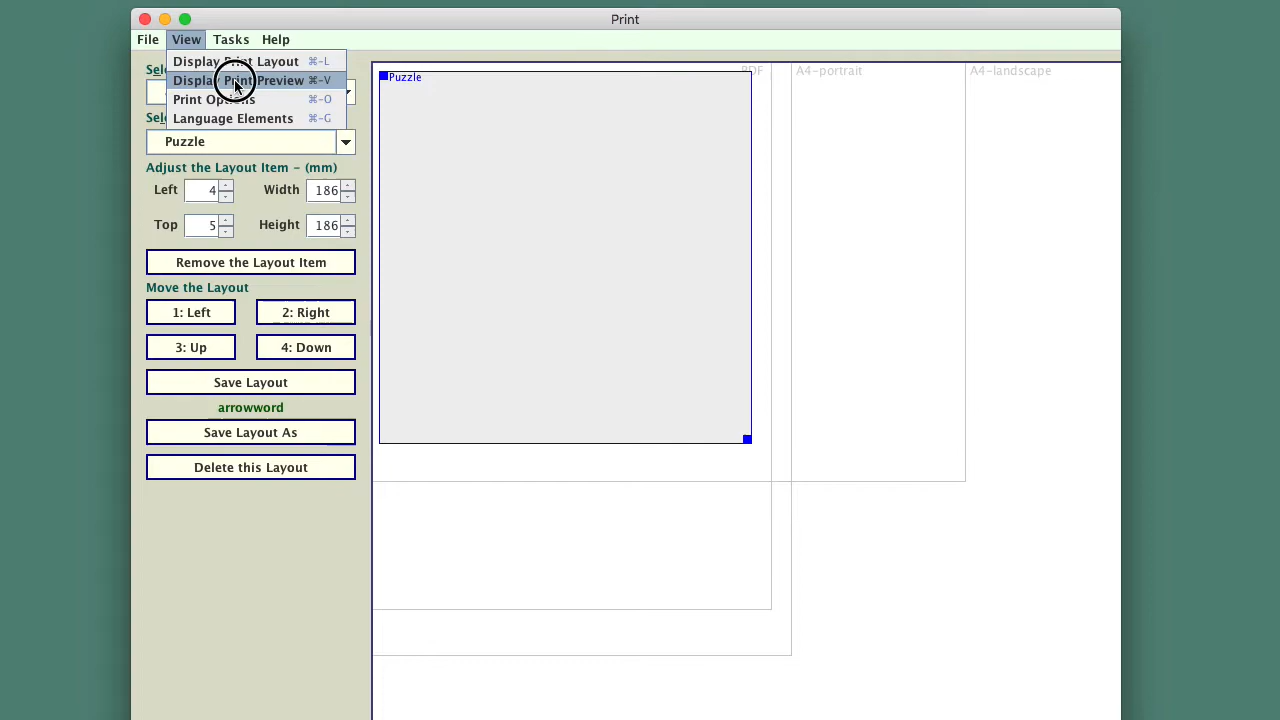 Print
File View Tasks Help
Display Print Layout ⌘-L
Display Print Preview ⌘-V
Print Options ⌘-O
Language Elements ⌘-G
Puzzle
Adjust the Layout Item - (mm)
Left 4 Width 186
Top 5 Height 186
Remove the Layout Item
Move the Layout
1: Left 2: Right
3: Up 4: Down
Save Layout
arrowword
Save Layout As
Delete this Layout
Puzzle
PDF A4-portrait A4-landscape